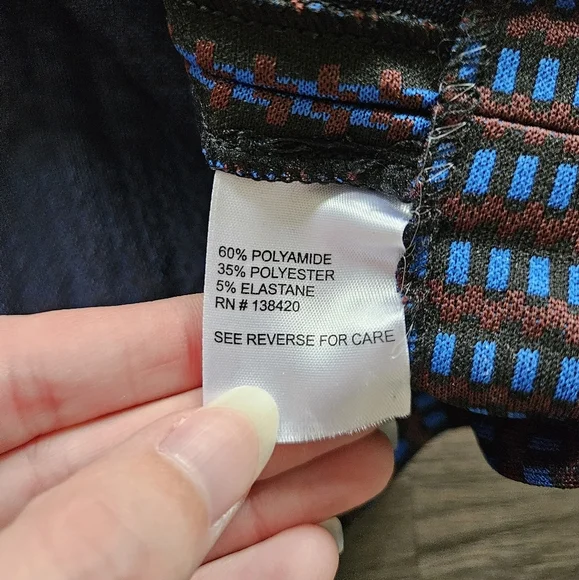 60% POLYAMIDE
35% POLYESTER
5% ELASTANE
RN # 138420
SEE REVERSE FOR CARE